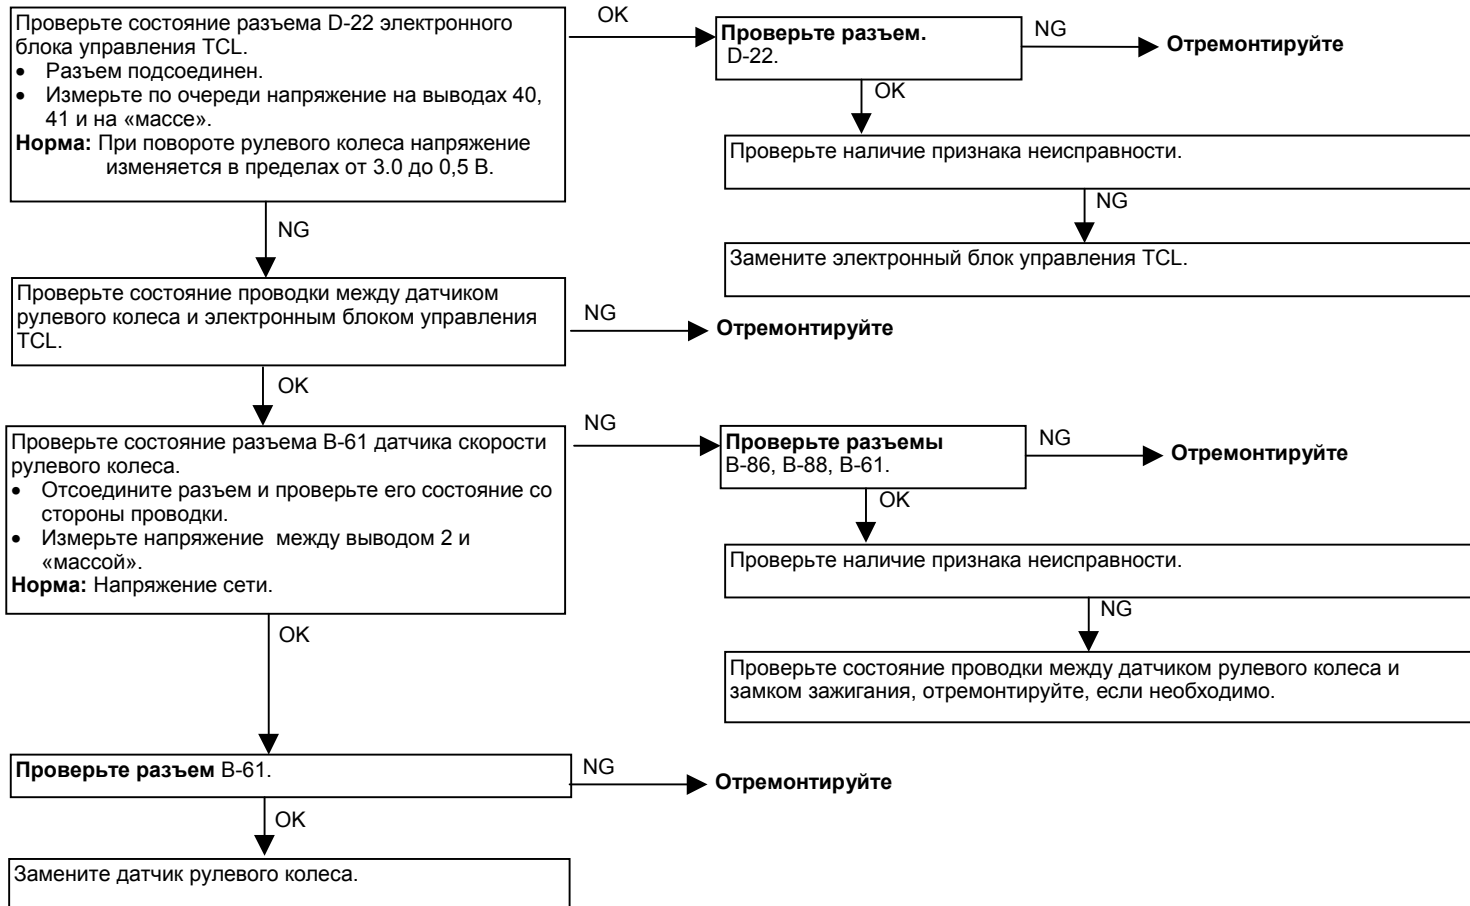 Проверьте состояние разъема D-22 электронного
блока управления TCL.
• Разъем подсоединен.
• Измерьте по очереди напряжение на выводах 40,
41 и на «массе».
Норма: При повороте рулевого колеса напряжение
изменяется в пределах от 3.0 до 0,5 В.
OK
Проверьте разъем.
D-22.
NG
Отремонтируйте
OK
Проверьте наличие признака неисправности.
NG
Замените электронный блок управления TCL.
NG
Проверьте состояние проводки между датчиком
рулевого колеса и электронным блоком управления
TCL.
NG
Отремонтируйте
OK
Проверьте состояние разъема В-61 датчика скорости
рулевого колеса.
• Отсоедините разъем и проверьте его состояние со
стороны проводки.
• Измерьте напряжение между выводом 2 и
«массой».
Норма: Напряжение сети.
NG
Проверьте разъемы
В-86, В-88, В-61.
NG
Отремонтируйте
OK
Проверьте наличие признака неисправности.
NG
Проверьте состояние проводки между датчиком рулевого колеса и
замком зажигания, отремонтируйте, если необходимо.
OK
Проверьте разъем В-61.
NG
Отремонтируйте
OK
Замените датчик рулевого колеса.